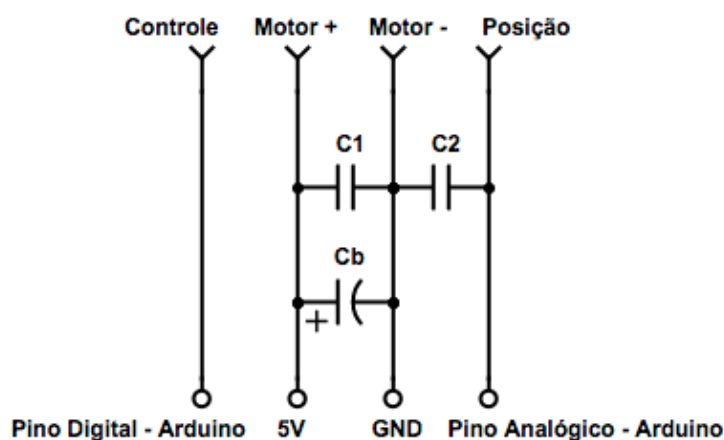 Controle Motor + Motor - Posição
C1 C2
Cb
+
Pino Digital - Arduino 5V GND Pino Analógico - Arduino